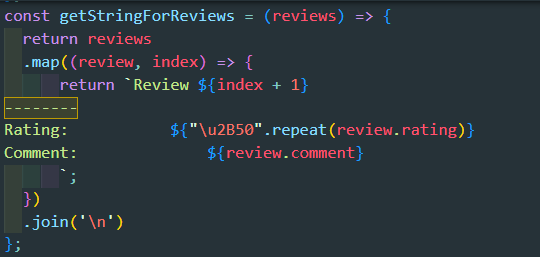 const getStringForReviews = (reviews) => {
  return reviews
  .map((review, index) => {
      return `Review ${index + 1}
--------
Rating:           ${"\u2B50".repeat(review.rating)}
Comment:              ${review.comment}
      `;
  })
  .join('\n')
};